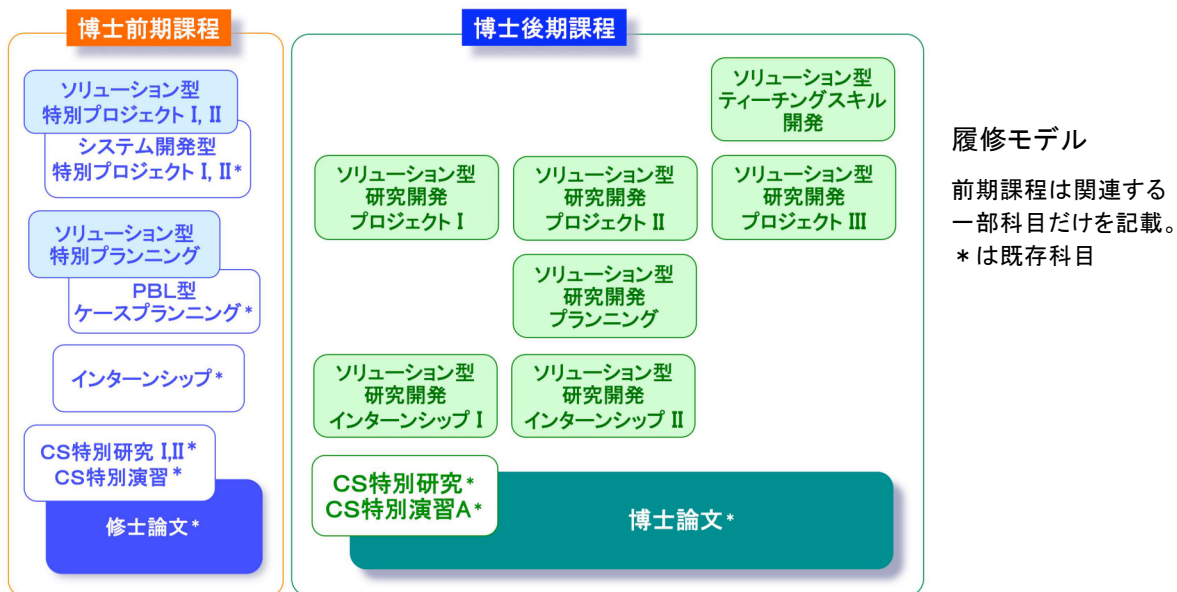 博士前期課程
ソリューション型
特別プロジェクト I, II
システム開発型
特別プロジェクト I, II*
ソリューション型
特別プランニング
PBL型
ケースプランニング*
インターンシップ*
CS特別研究 I,II*
CS特別演習*
修士論文*
博士後期課程
ソリューション型
ティーチングスキル
開発
ソリューション型
研究開発
プロジェクト I
ソリューション型
研究開発
プロジェクト II
ソリューション型
研究開発
プロジェクト III
ソリューション型
研究開発
プランニング
ソリューション型
研究開発
インターンシップ I
ソリューション型
研究開発
インターンシップ II
CS特別研究*
CS特別演習A*
博士論文*
履修モデル
前期課程は関連する
一部科目だけを記載。
*は既存科目